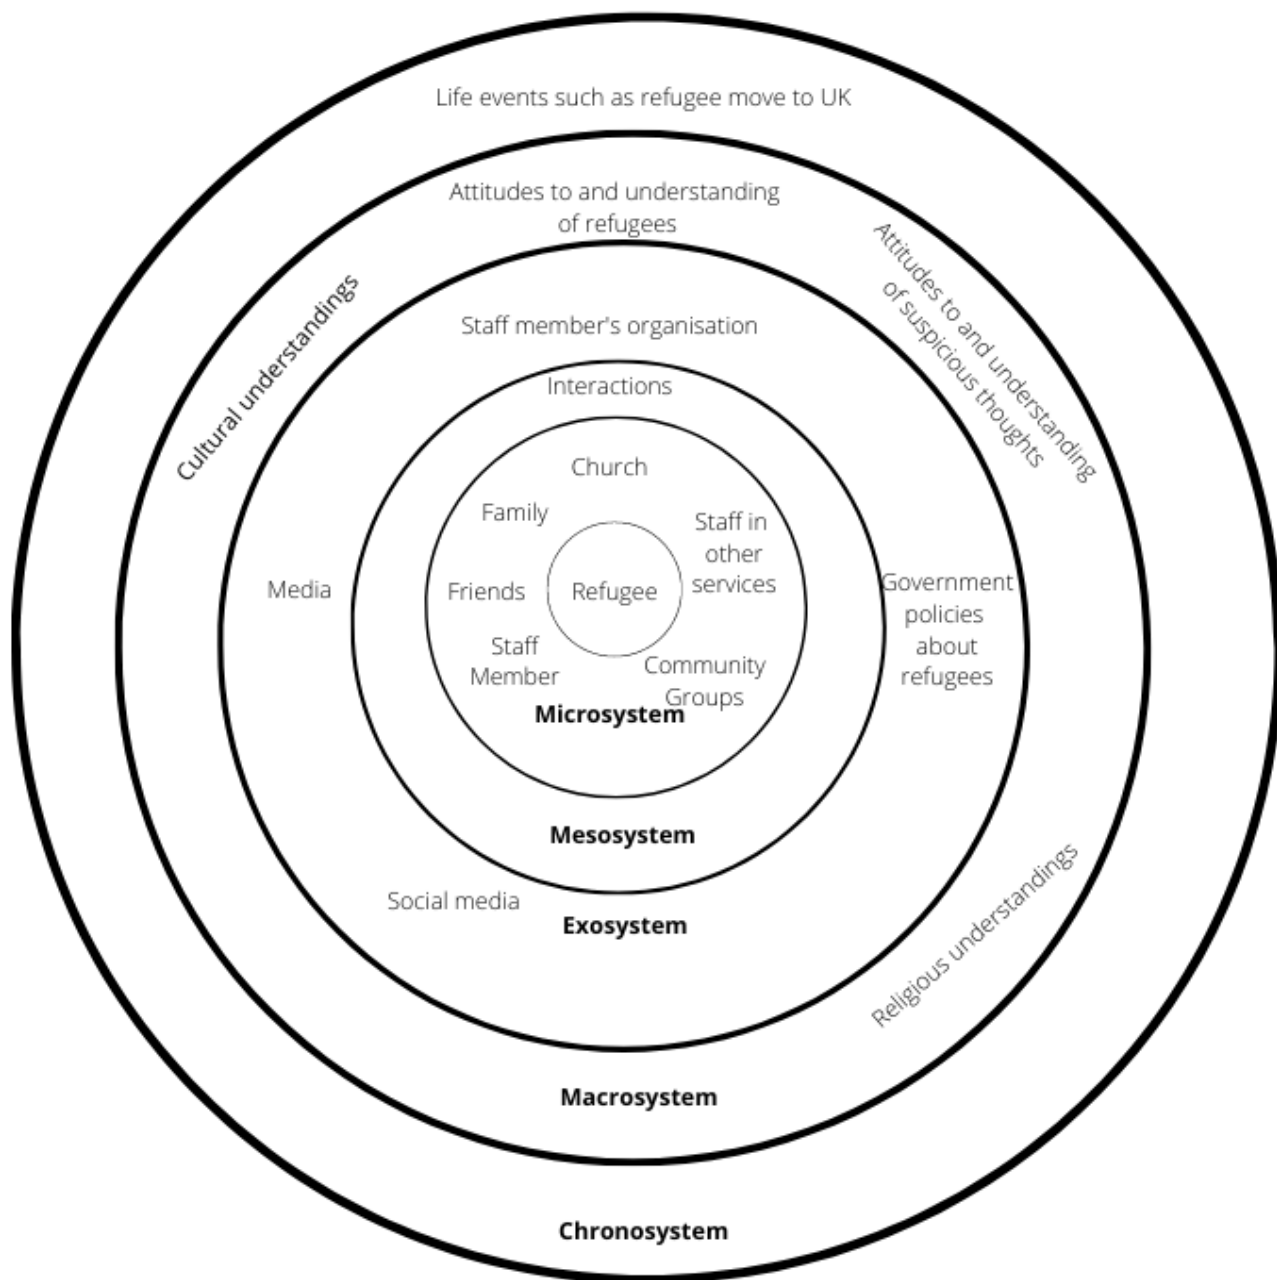 Life events such as refugee move to UK
Attitudes to and understanding
of refugees
Attitudes to and understanding
of suspicious thoughts
Cultural understandings
Staff member's organisation
Interactions
Church
Family
Staff in
other
services
Media
Friends
Refugee
Government
policies
about
refugees
Staff
Member
Community
Groups
Microsystem
Mesosystem
Social media
Exosystem
Religious understandings
Macrosystem
Chronosystem